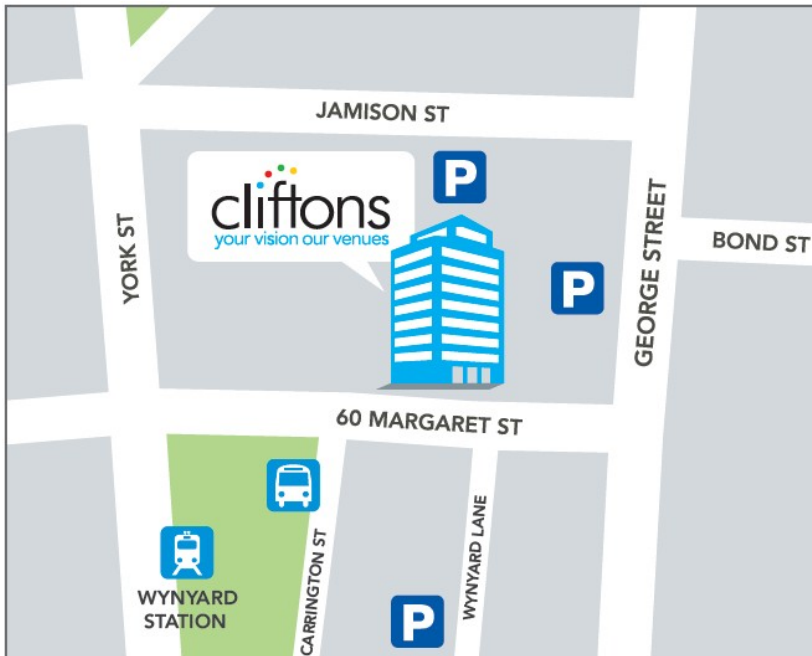 JAMISON ST
P
cliftons
your vision our venues
YORK ST
GEORGE STREET
BOND ST
P
60 MARGARET ST
CARRINGTON ST
WYNYARD LANE
WYNYARD
STATION
P